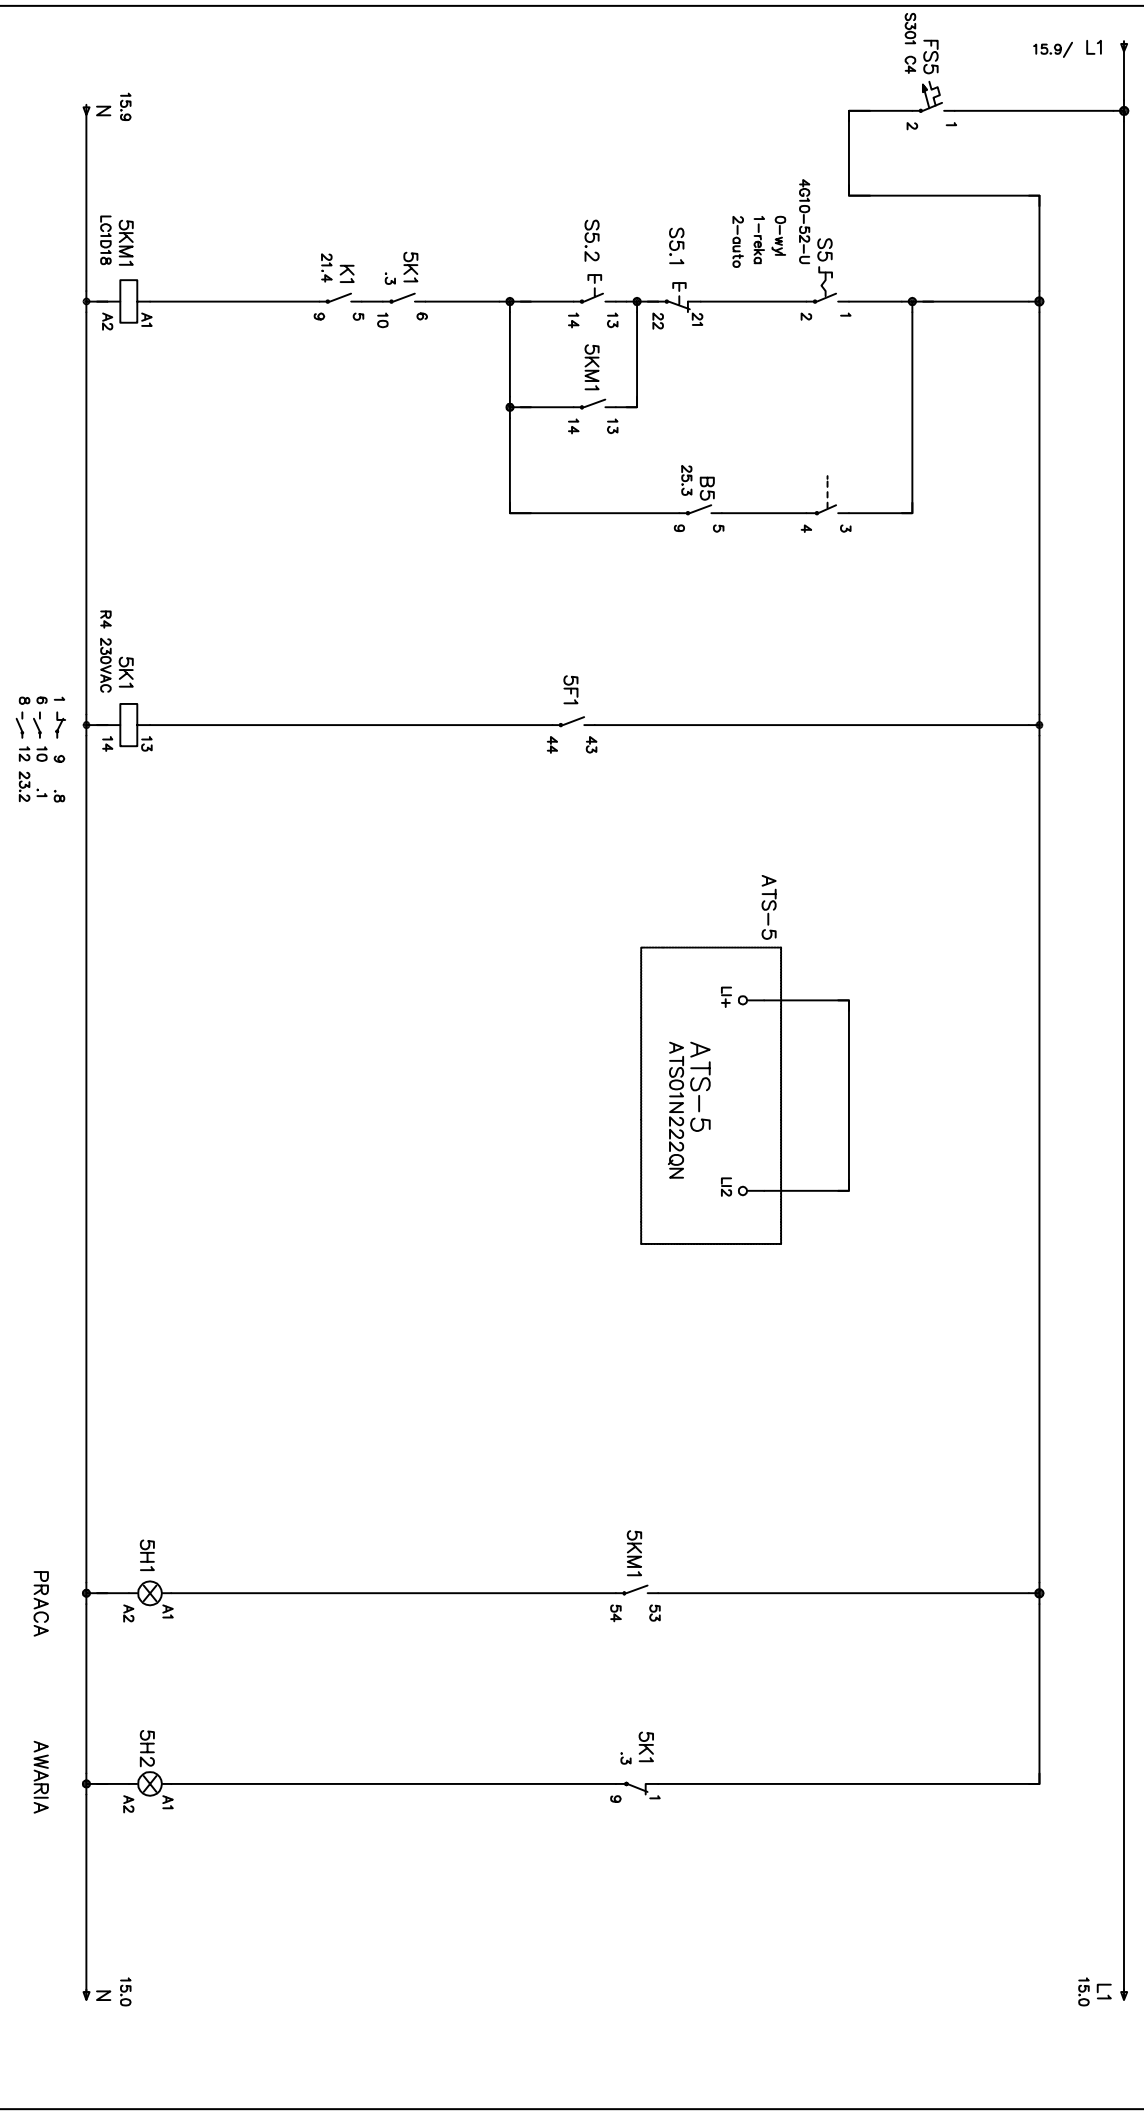 15.9/ L1
L1
15.0
FS5
S301 C4
1
2
S5
4G10-52-U
0-wył
1-reka
2-auto
1
2
3
4
S5.1
21
22
B5
25.3
5
9
S5.2
13
14
5KM1
13
14
5K1
.3
6
10
K1
21.4
5
9
5KM1
LC1D18
A1
A2
15.9
N
5F1
43
44
5K1
R4 230VAC
13
14
1 9 .8
6 10 .1
8 12 23.2
ATS-5
LI+
LI2
ATS-5
ATS01N222QN
5KM1
53
54
5H1
A1
A2
PRACA
5K1
.3
1
9
5H2
A1
A2
AWARIA
15.0
N